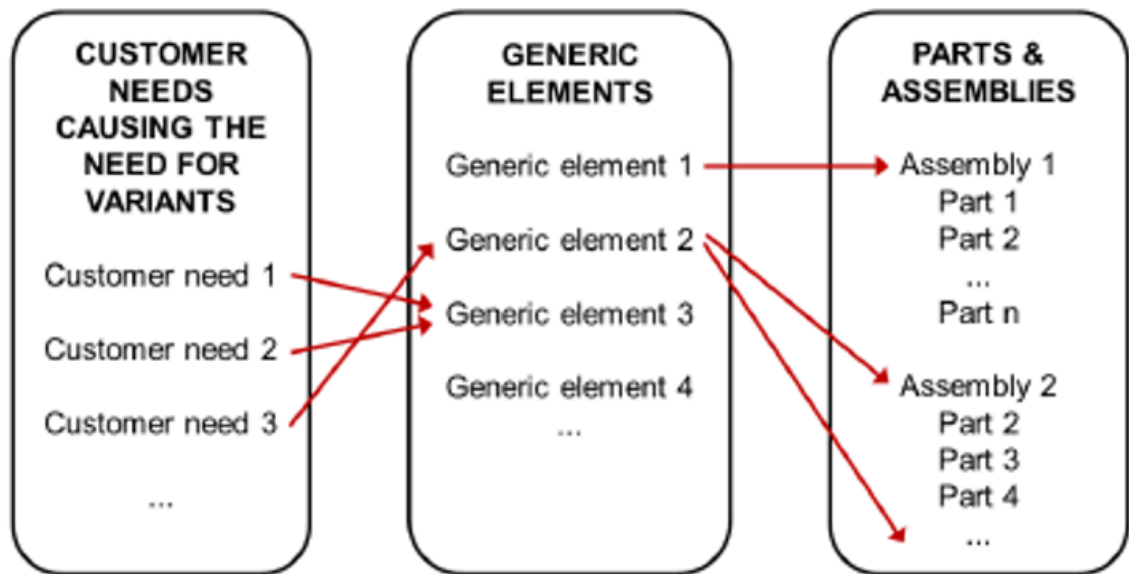 CUSTOMER
NEEDS
CAUSING THE
NEED FOR
VARIANTS
Customer need 1
Customer need 2
Customer need 3
...
GENERIC
ELEMENTS
Generic element 1
Generic element 2
Generic element 3
Generic element 4
...
PARTS &
ASSEMBLIES
Assembly 1
Part 1
Part 2
...
Part n
Assembly 2
Part 2
Part 3
Part 4
...